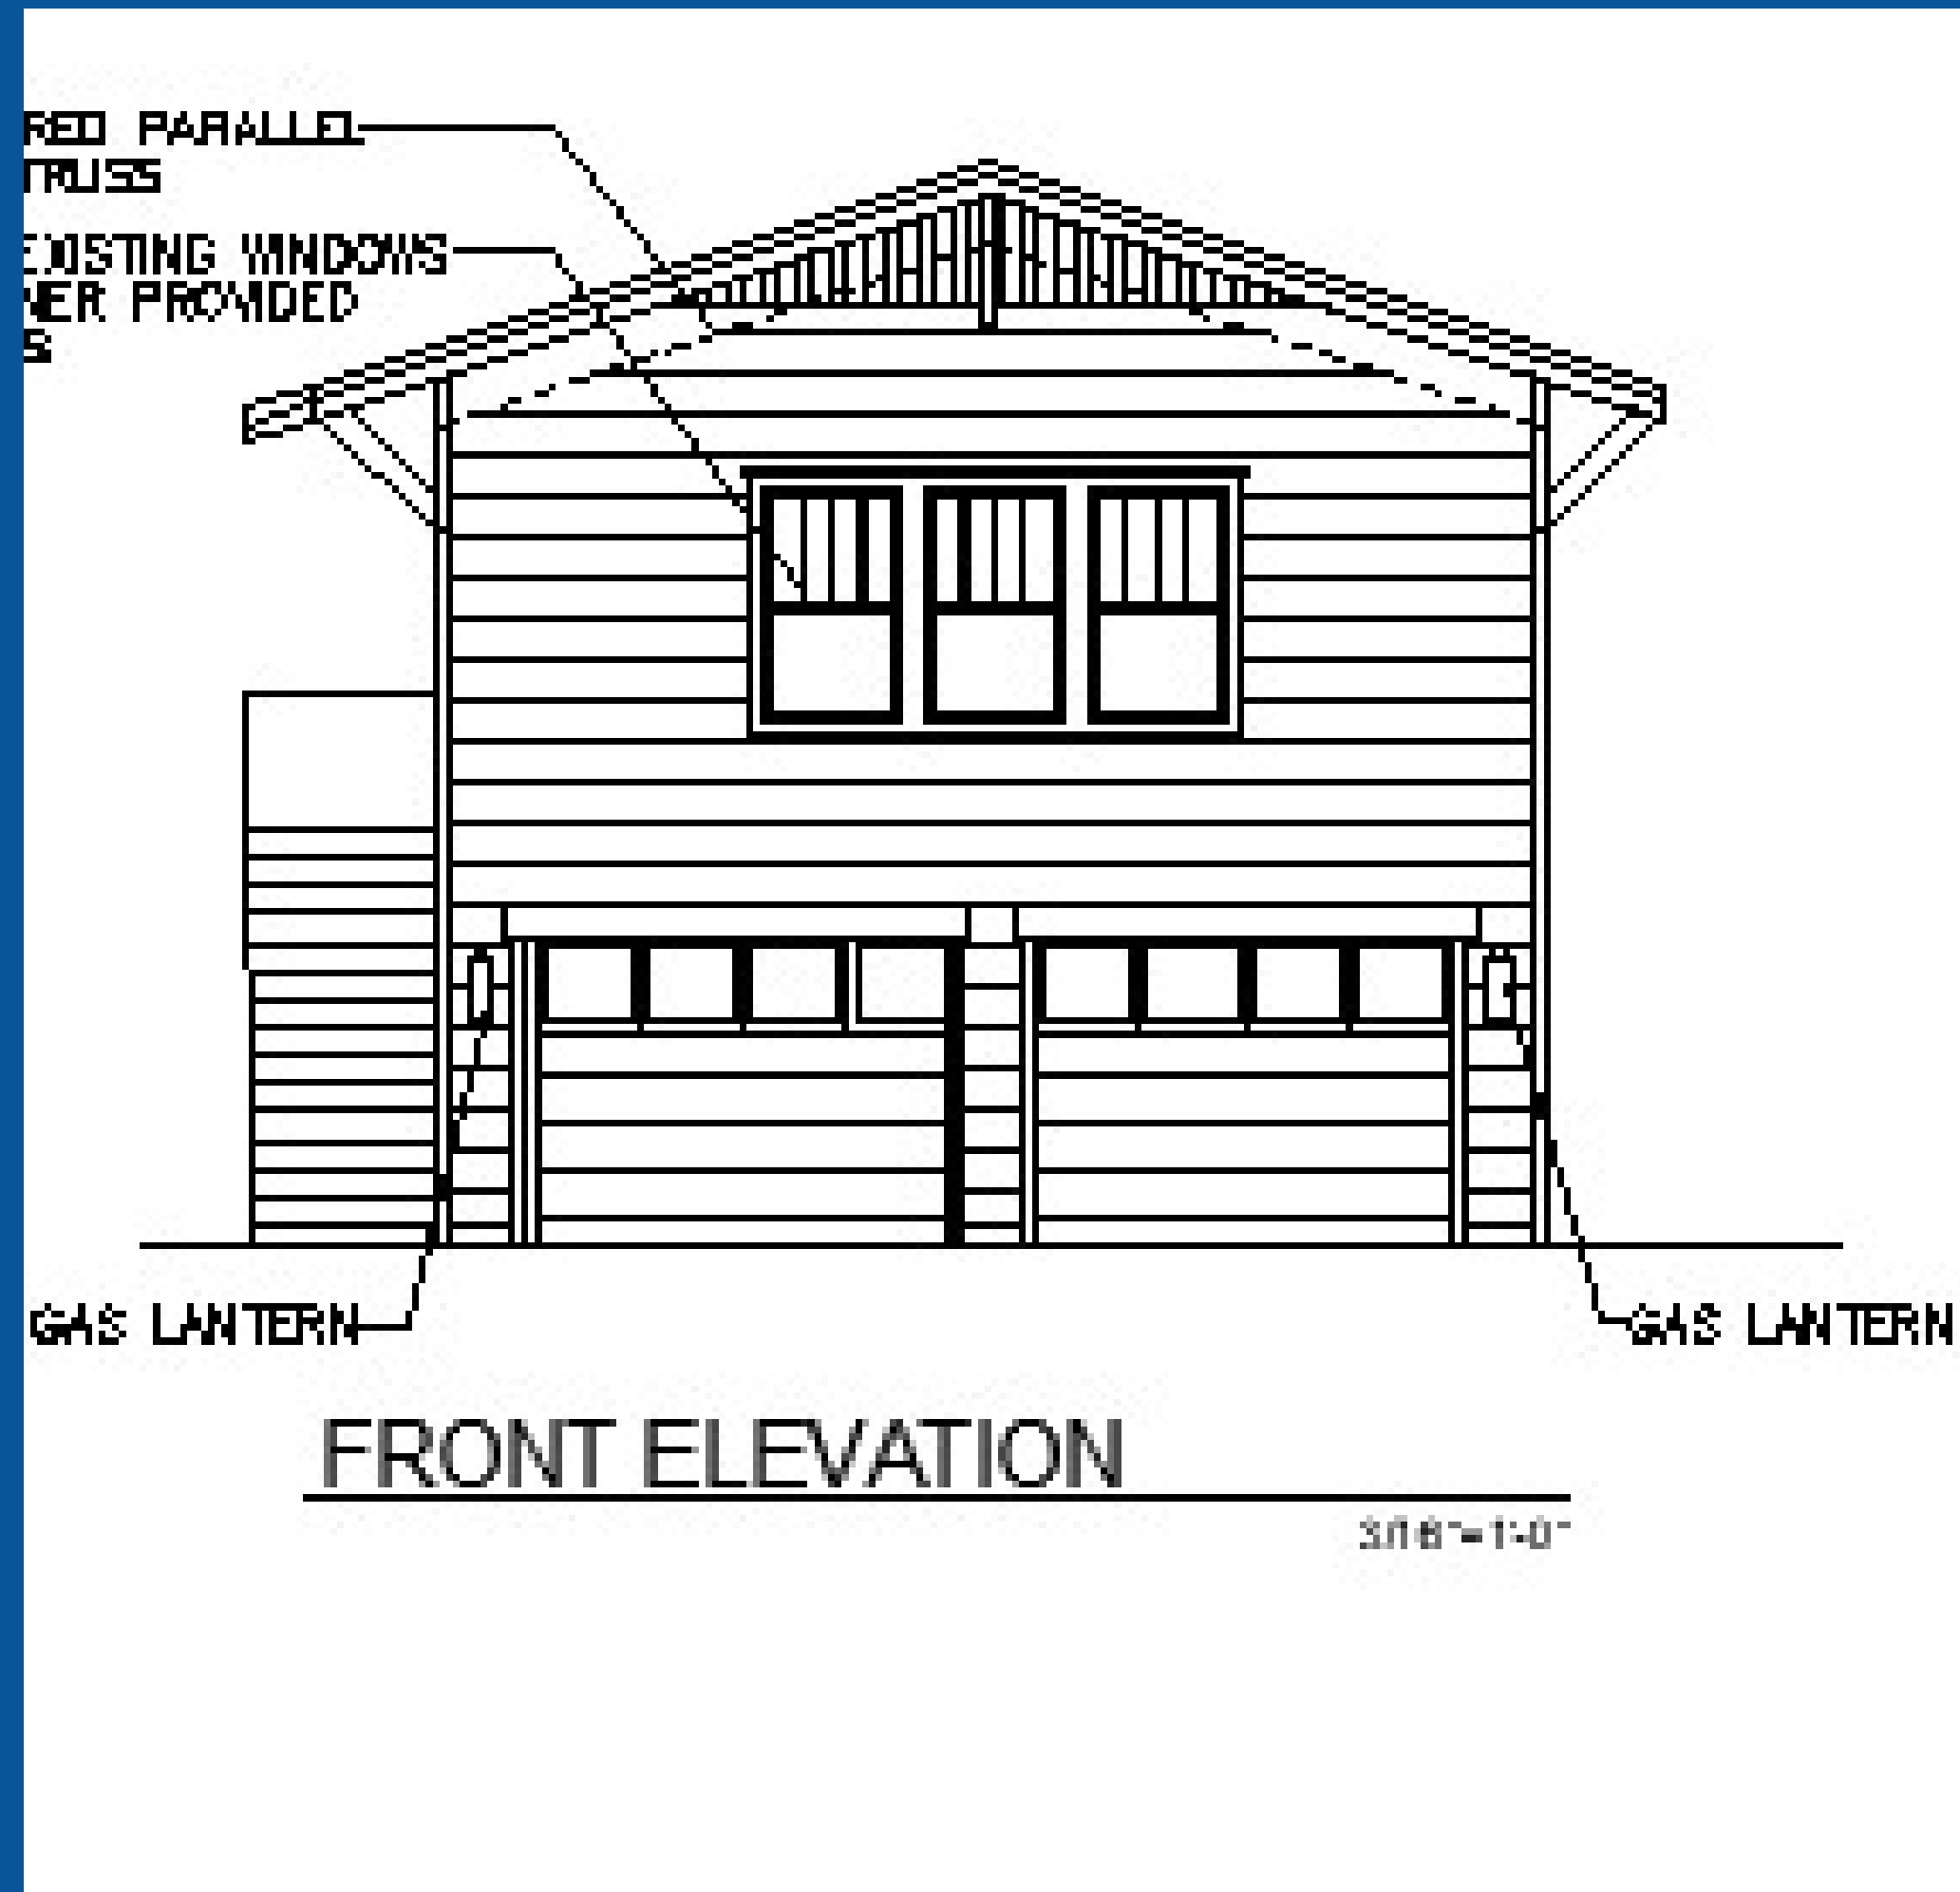 RED PARALLEL
TRUSS
EXISTING WINDOWS
NER PROVIDED
S
GAS LANTERN
GAS LANTERN
FRONT ELEVATION
3/16"=1'-0"